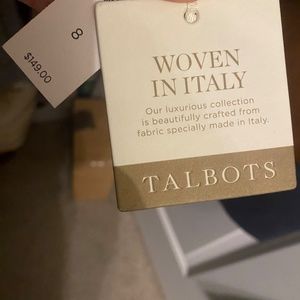 8
$149.00
WOVEN
IN ITALY
Our luxurious collection
is beautifully crafted from
fabric specially made in Italy.
TALBOTS